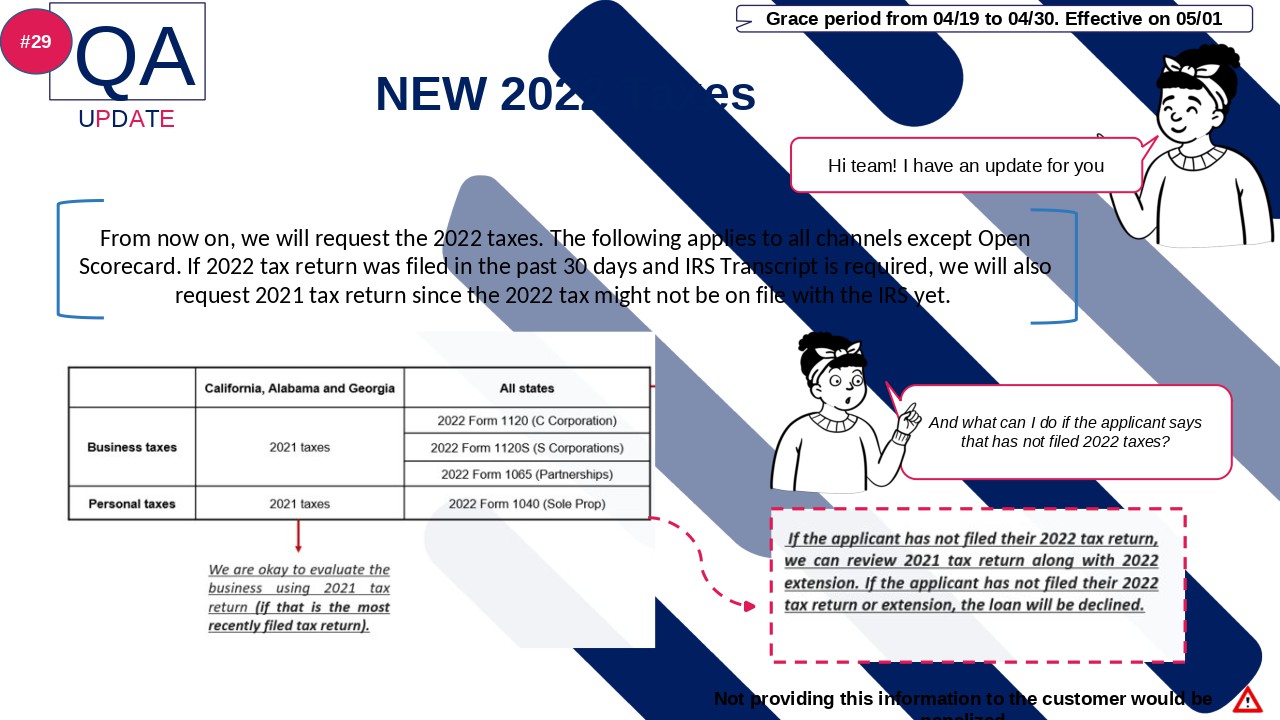 #29
QA
UPDATE
Grace period from 04/19 to 04/30. Effective on 05/01
NEW 2022 Taxes
Hi team! I have an update for you
From now on, we will request the 2022 taxes. The following applies to all channels except Open
Scorecard. If 2022 tax return was filed in the past 30 days and IRS Transcript is required, we will also
request 2021 tax return since the 2022 tax might not be on file with the IRS yet.
California, Alabama and Georgia
All states
Business taxes
2021 taxes
2022 Form 1120 (C Corporation)
2022 Form 1120S (S Corporations)
2022 Form 1065 (Partnerships)
Personal taxes
2021 taxes
2022 Form 1040 (Sole Prop)
We are okay to evaluate the
business using 2021 tax
return (if that is the most
recently filed tax return).
And what can I do if the applicant says
that has not filed 2022 taxes?
If the applicant has not filed their 2022 tax return,
we can review 2021 tax return along with 2022
extension. If the applicant has not filed their 2022
tax return or extension, the loan will be declined.
Not providing this information to the customer would be
penalized